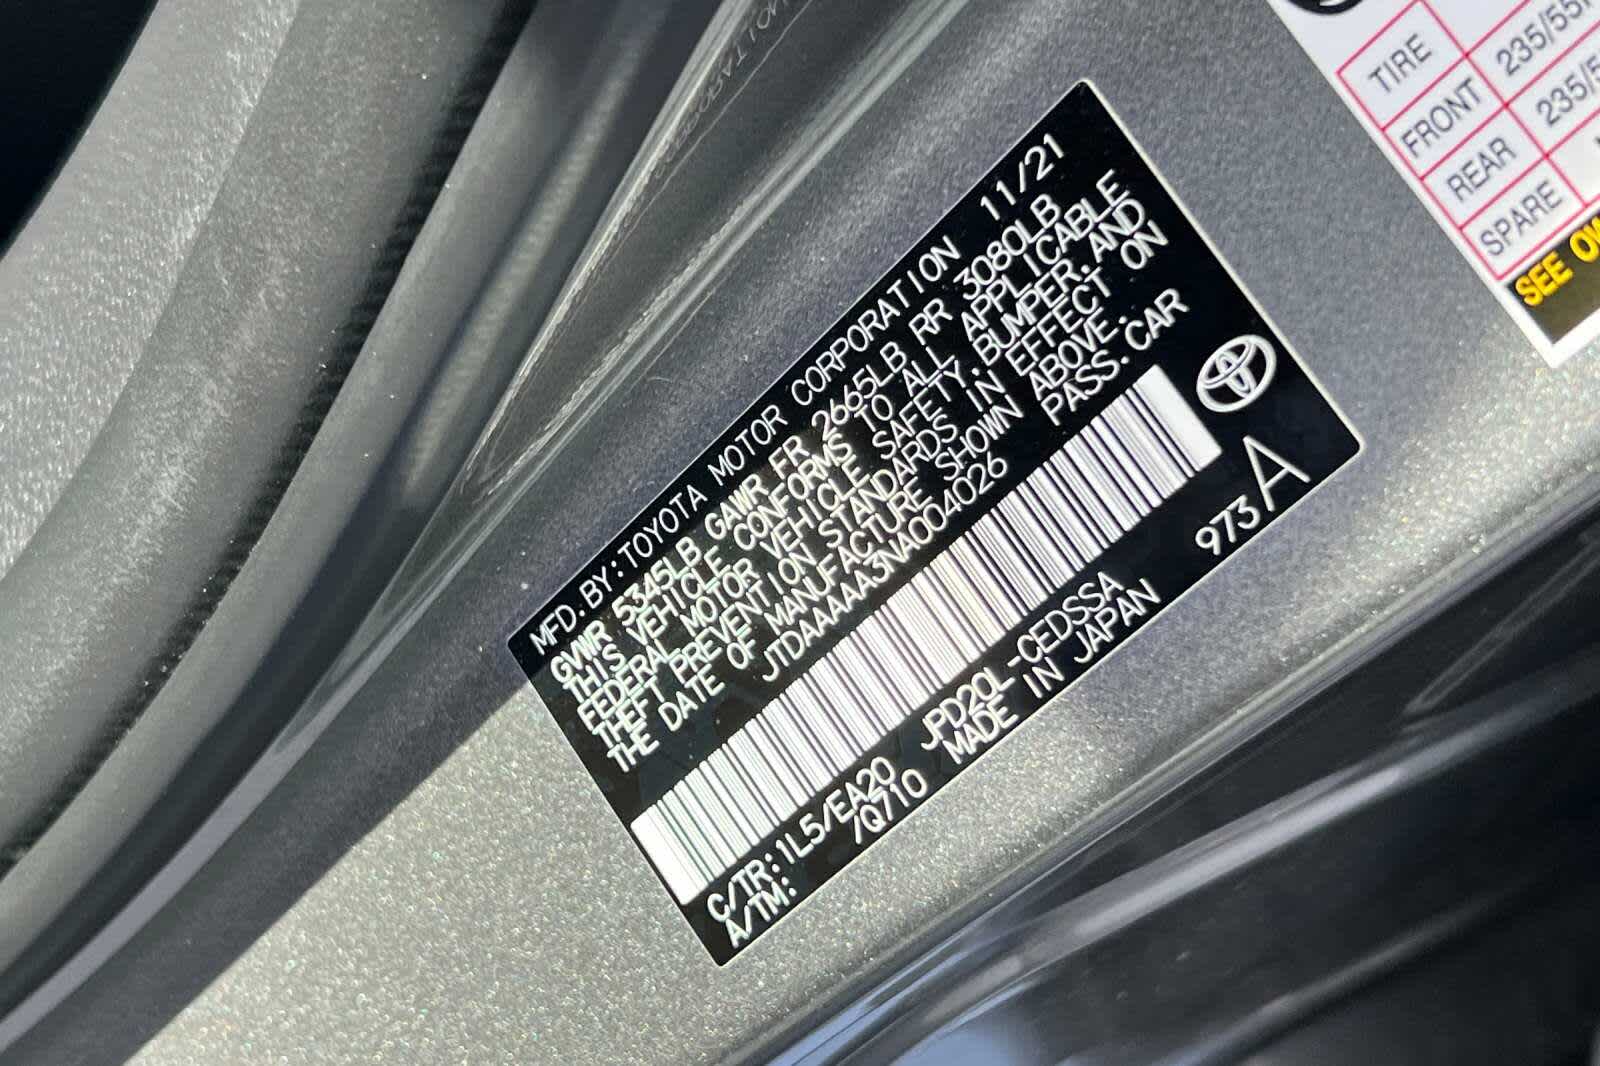 MFD.BY:TOYOTA MOTOR CORPORATION 11/21
GVWR 5345LB GAWR FR 2665LB RR 3080LB
THIS VEHICLE CONFORMS TO ALL APPLICABLE
FEDERAL MOTOR VEHICLE SAFETY, BUMPER, AND
THEFT PREVENTION STANDARDS IN EFFECT ON
THE DATE OF MANUFACTURE SHOWN ABOVE.
JTDAAAAA3NA004026 PASS.CAR
C/TR:1L5/EA20 JPD20L-CEDSSA 973A
A/TM: /Q710 MADE IN JAPAN
TIRE
FRONT 235/55
REAR 235/5
SPARE
SEE